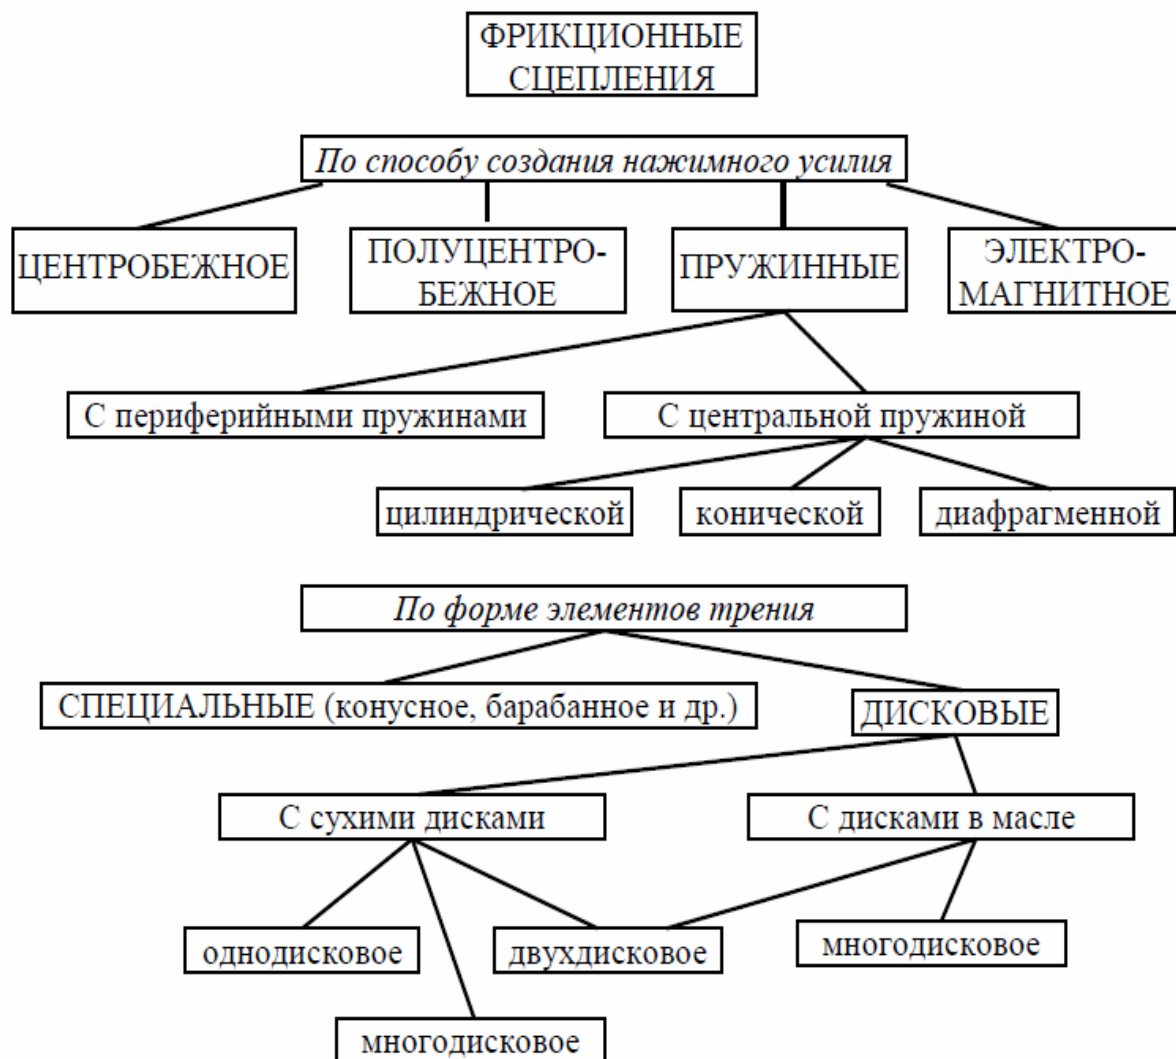 ФРИКЦИОННЫЕ
СЦЕПЛЕНИЯ
По способу создания нажимного усилия
ЦЕНТРОБЕЖНОЕ
ПОЛУЦЕНТРО-
БЕЖНОЕ
ПРУЖИННЫЕ
ЭЛЕКТРО-
МАГНИТНОЕ
С периферийными пружинами
С центральной пружиной
цилиндрической
конической
диафрагменной
По форме элементов трения
СПЕЦИАЛЬНЫЕ (конусное, барабанное и др.)
ДИСКОВЫЕ
С сухими дисками
С дисками в масле
однодисковое
двухдисковое
многодисковое
многодисковое